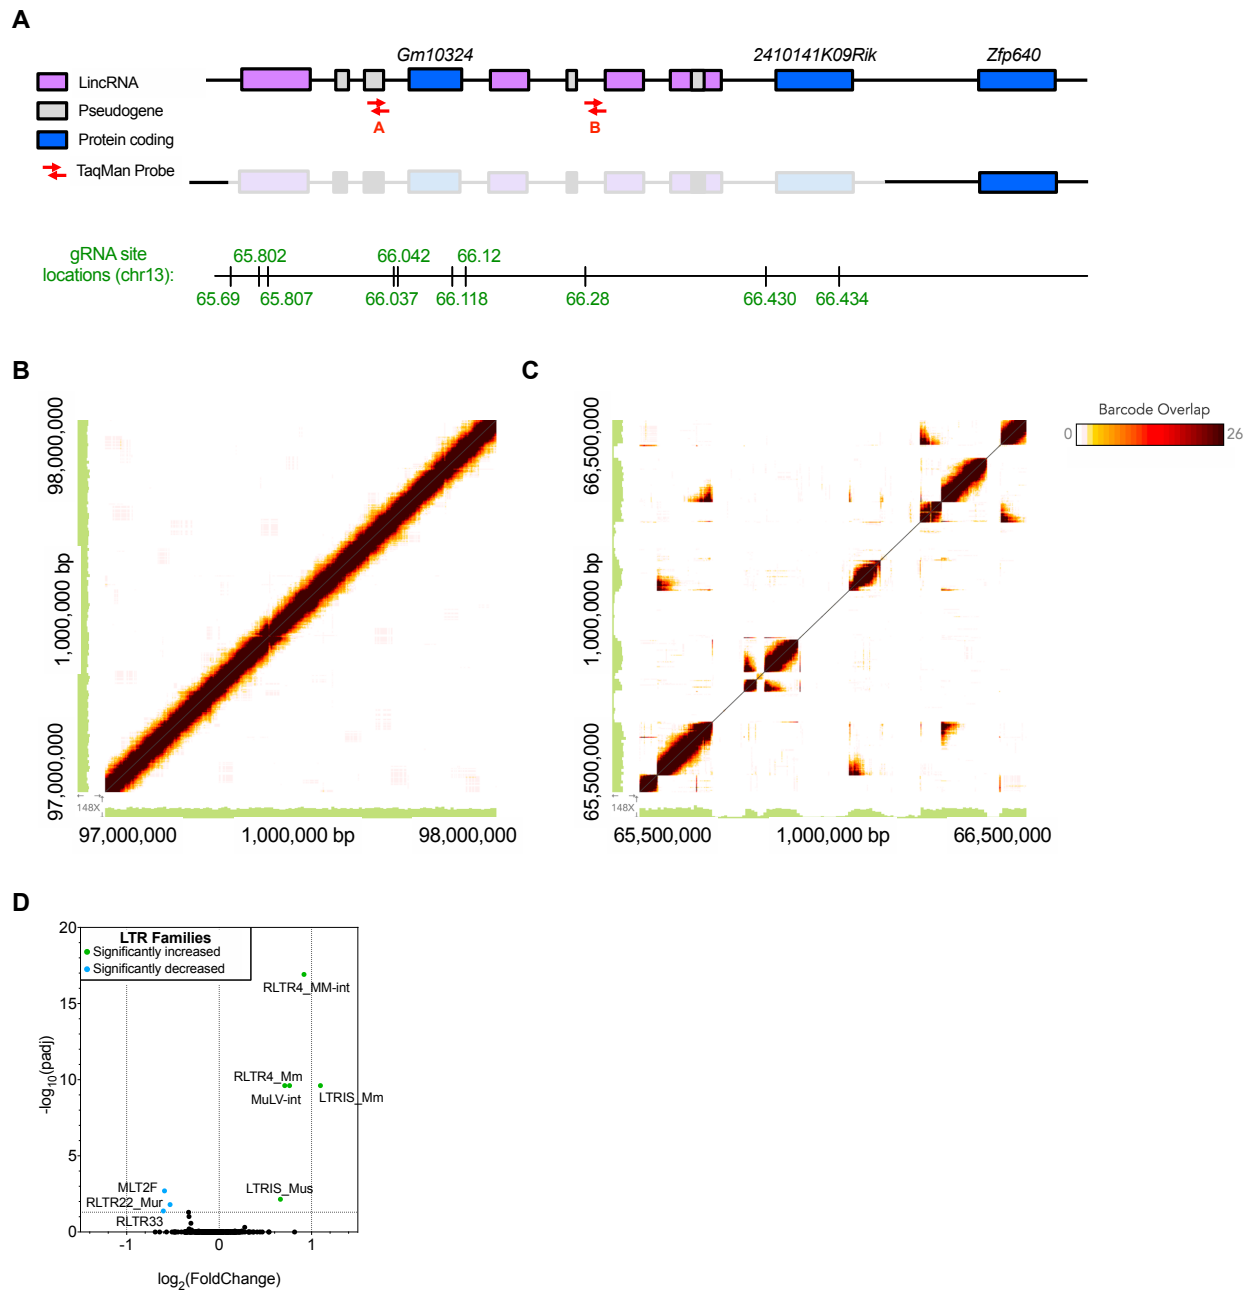 A
Gm10324
2410141K09Rik
Zfp640
LincRNA
Pseudogene
Protein coding
TaqMan Probe
A
B
gRNA site
locations (chr13):
65.802
66.042
66.12
65.69
65.807
66.037
66.118
66.28
66.430
66.434
B
98,000,000
1,000,000 bp
97,000,000
148X
97,000,000
1,000,000 bp
98,000,000
C
66,500,000
1,000,000 bp
65,500,000
148X
65,500,000
1,000,000 bp
66,500,000
Barcode Overlap
0
26
D
LTR Families
Significantly increased
Significantly decreased
20
15
10
5
0
-log10(padj)
RLTR4_MM-int
RLTR4_Mm
MuLV-int
LTRIS_Mm
LTRIS_Mus
MLT2F
RLTR22_Mur
RLTR33
-1
0
1
log2(FoldChange)